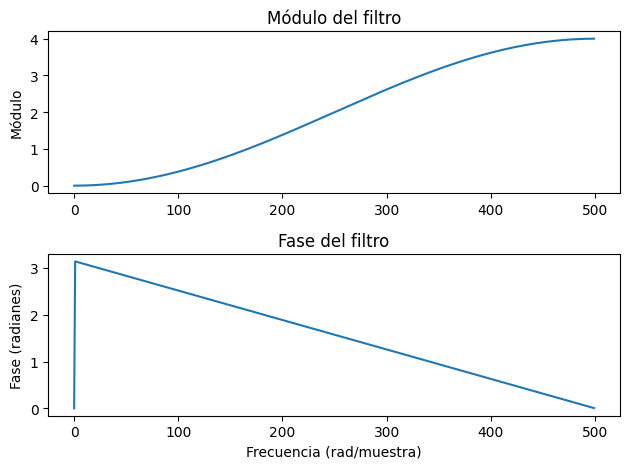 Módulo del filtro
4
3
2
1
0
Módulo
0 100 200 300 400 500
Fase del filtro
3
2
1
0
Fase (radianes)
0 100 200 300 400 500
Frecuencia (rad/muestra)